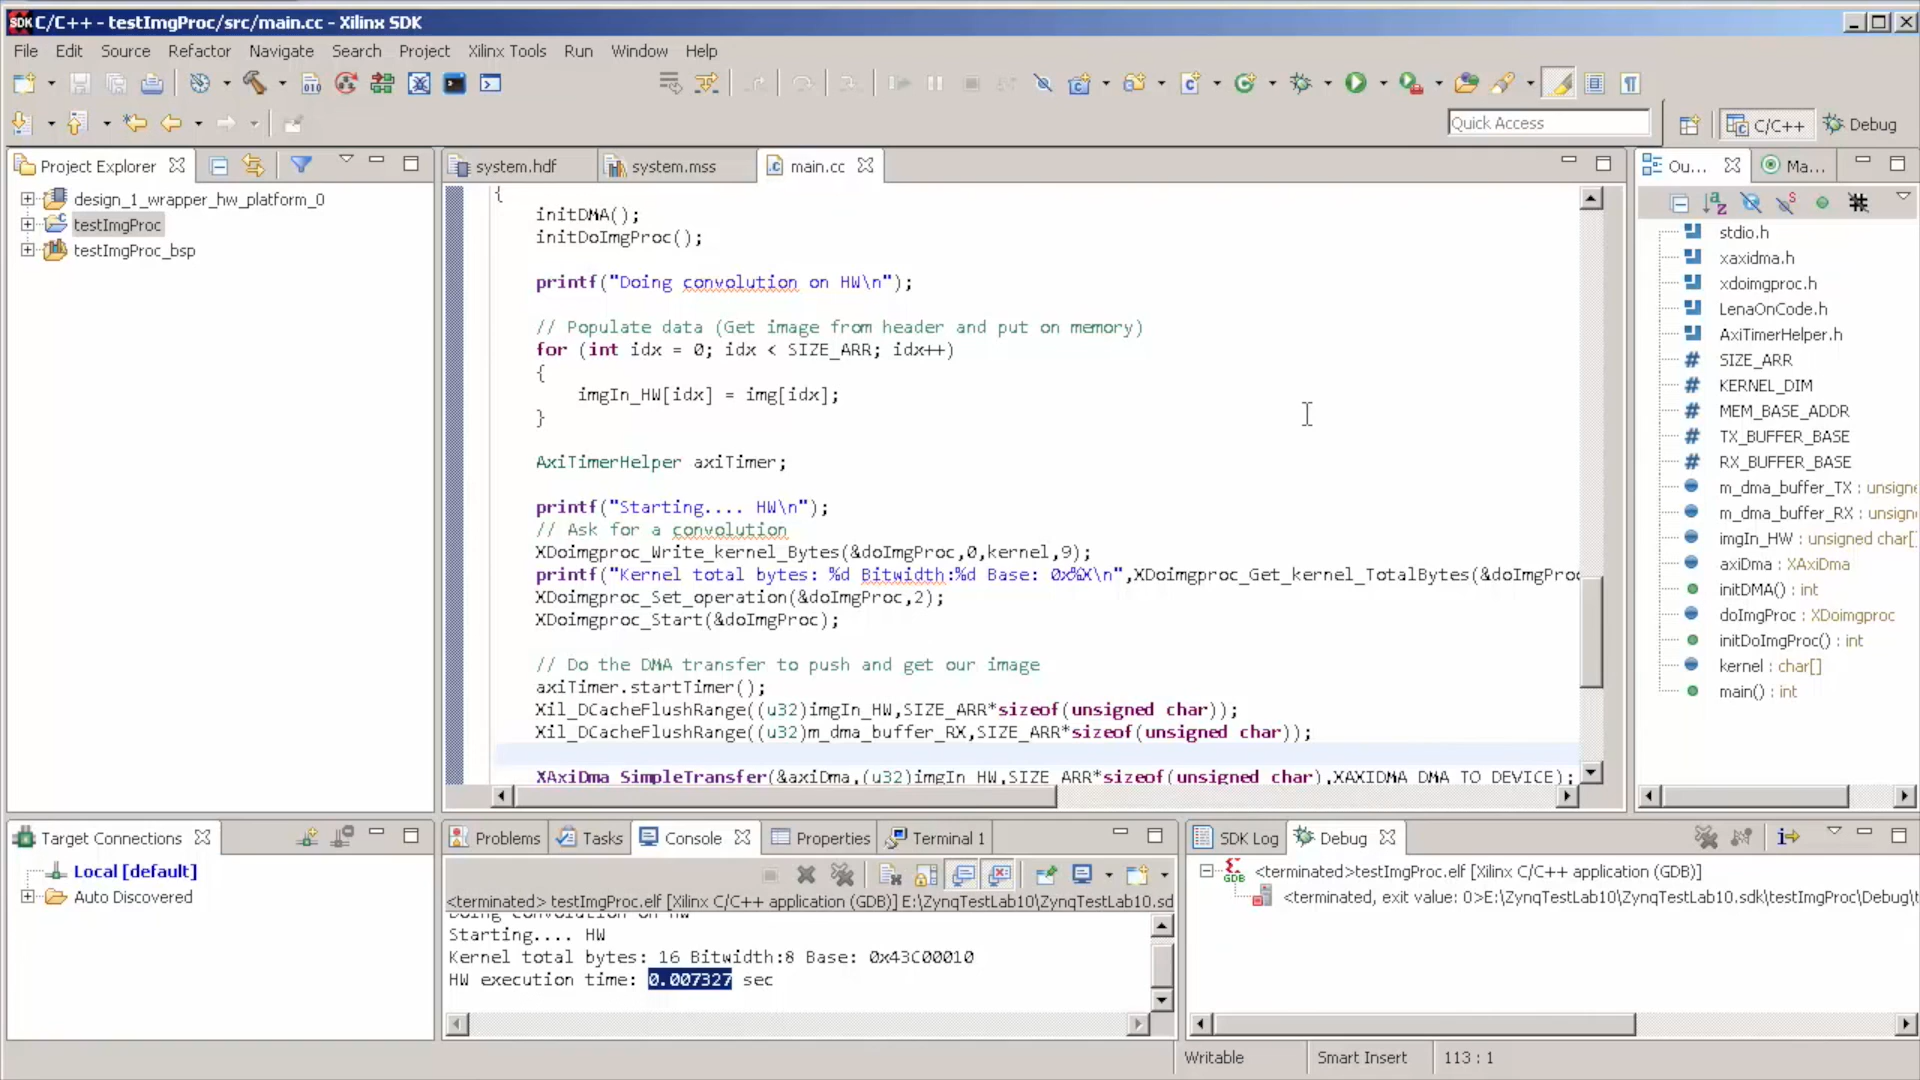 SDK C/C++ - testImgProc/src/main.cc - Xilinx SDK
File Edit Source Refactor Navigate Search Project Xilinx Tools Run Window Help
Quick Access
C/C++
Debug
Project Explorer
design_1_wrapper_hw_platform_0
testImgProc
testImgProc_bsp
system.hdf
system.mss
main.cc
{
initDMA();
initDoImgProc();
printf("Doing convolution on HW\n");
// Populate data (Get image from header and put on memory)
for (int idx = 0; idx < SIZE_ARR; idx++)
{
imgIn_HW[idx] = img[idx];
}
AxiTimerHelper axiTimer;
printf("Starting.... HW\n");
// Ask for a convolution
XDoimgproc_Write_kernel_Bytes(&doImgProc,0,kernel,9);
printf("Kernel total bytes: %d Bitwidth:%d Base: 0x%X\n",XDoimgproc_Get_kernel_TotalBytes(&doImgProc
XDoimgproc_Set_operation(&doImgProc,2);
XDoimgproc_Start(&doImgProc);
// Do the DMA transfer to push and get our image
axiTimer.startTimer();
Xil_DCacheFlushRange((u32)imgIn_HW,SIZE_ARR*sizeof(unsigned char));
Xil_DCacheFlushRange((u32)m_dma_buffer_RX,SIZE_ARR*sizeof(unsigned char));
XAxiDma_SimpleTransfer(&axiDma,(u32)imgIn_HW,SIZE_ARR*sizeof(unsigned char),XAXIDMA_DMA_TO_DEVICE);
Ou...
Ma...
stdio.h
xaxidma.h
xdoimgproc.h
LenaOnCode.h
AxiTimerHelper.h
SIZE_ARR
KERNEL_DIM
MEM_BASE_ADDR
TX_BUFFER_BASE
RX_BUFFER_BASE
m_dma_buffer_TX : unsigne
m_dma_buffer_RX : unsign
imgIn_HW : unsigned char[]
axiDma : XAxiDma
initDMA() : int
doImgProc : XDoimgproc
initDoImgProc() : int
kernel : char[]
main() : int
Target Connections
Local [default]
Auto Discovered
Problems
Tasks
Console
Properties
Terminal 1
<terminated> testImgProc.elf [Xilinx C/C++ application (GDB)] E:\ZynqTestLab10\ZynqTestLab10.sd
Doing convolution on HW
Starting.... HW
Kernel total bytes: 16 Bitwidth:8 Base: 0x43C00010
HW execution time: 0.007327 sec
SDK Log
Debug
<terminated>testImgProc.elf [Xilinx C/C++ application (GDB)]
<terminated, exit value: 0>E:\ZynqTestLab10\ZynqTestLab10.sdk\testImgProc\Debug\t
Writable
Smart Insert
113 : 1